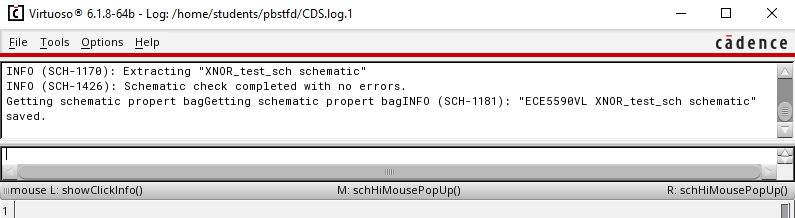 Virtuoso® 6.1.8-64b - Log: /home/students/pbstfd/CDS.log.1
File Tools Options Help
cādence
INFO (SCH-1170): Extracting "XNOR_test_sch schematic"
INFO (SCH-1426): Schematic check completed with no errors.
Getting schematic propert bagGetting schematic propert bagINFO (SCH-1181): "ECE5590VL XNOR_test_sch schematic"
saved.
mouse L: showClickInfo() M: schHiMousePopUp() R: schHiMousePopUp()
1